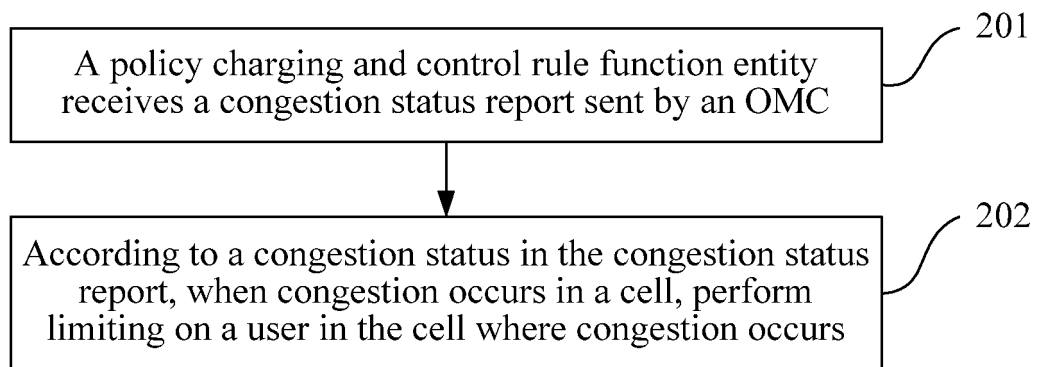 201
A policy charging and control rule function entity
receives a congestion status report sent by an OMC
202
According to a congestion status in the congestion status
report, when congestion occurs in a cell, perform
limiting on a user in the cell where congestion occurs